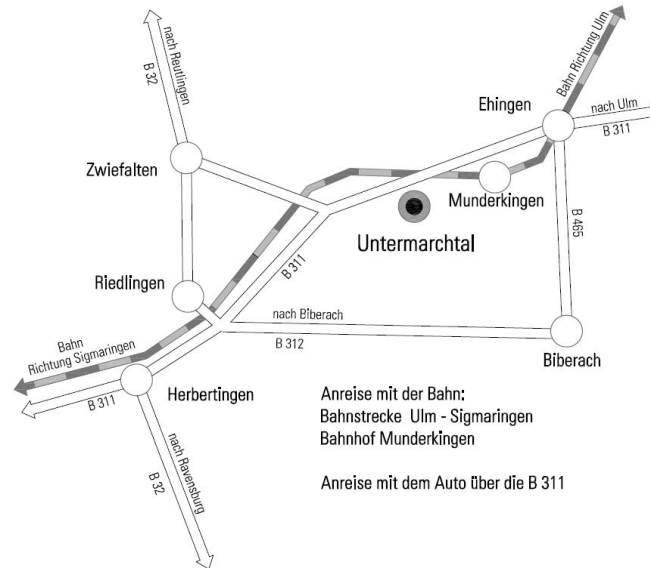 nach Reutlingen
B 32
Bahn Richtung Ulm
Ehingen
nach Ulm
B 311
Zwiefalten
Munderkingen
Untermarchtal
B 465
B 311
Riedlingen
nach Biberach
B 312
Biberach
Bahn
Richtung Sigmaringen
B 311
Herbertingen
nach Ravensburg
B 32
Anreise mit der Bahn:
Bahnstrecke Ulm - Sigmaringen
Bahnhof Munderkingen
Anreise mit dem Auto über die B 311